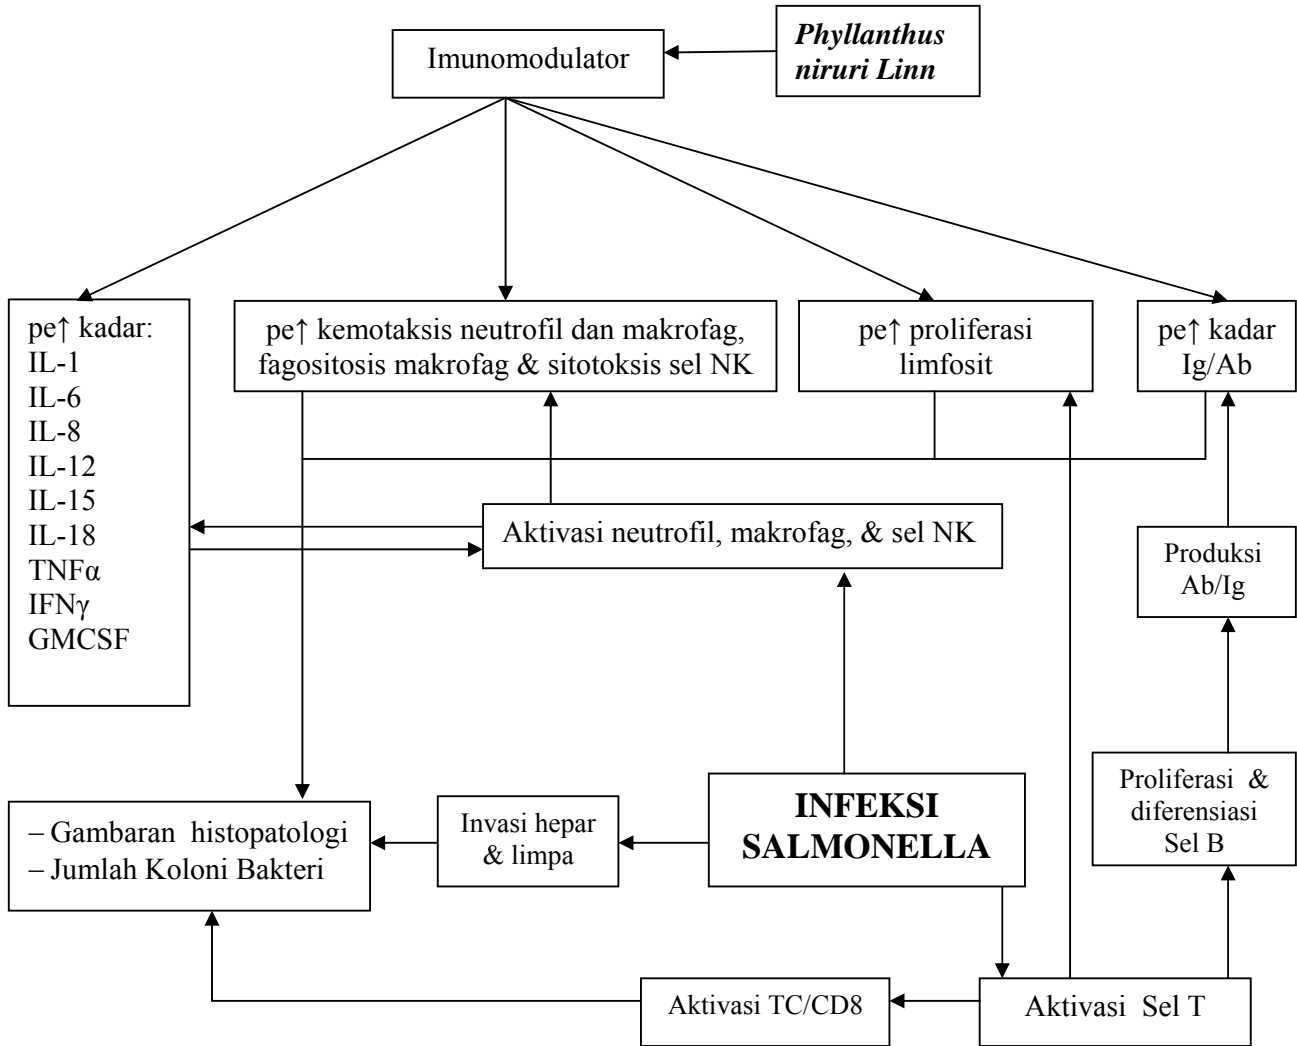 Imunomodulator
Phyllanthus
niruri Linn
pe↑ kadar:
IL-1
IL-6
IL-8
IL-12
IL-15
IL-18
TNFα
IFNγ
GMCSF
pe↑ kemotaksis neutrofil dan makrofag,
fagositosis makrofag & sitotoksis sel NK
pe↑ proliferasi
limfosit
pe↑ kadar
Ig/Ab
Aktivasi neutrofil, makrofag, & sel NK
Produksi
Ab/Ig
– Gambaran histopatologi
– Jumlah Koloni Bakteri
Invasi hepar
& limpa
INFEKSI
SALMONELLA
Proliferasi &
diferensiasi
Sel B
Aktivasi TC/CD8
Aktivasi Sel T